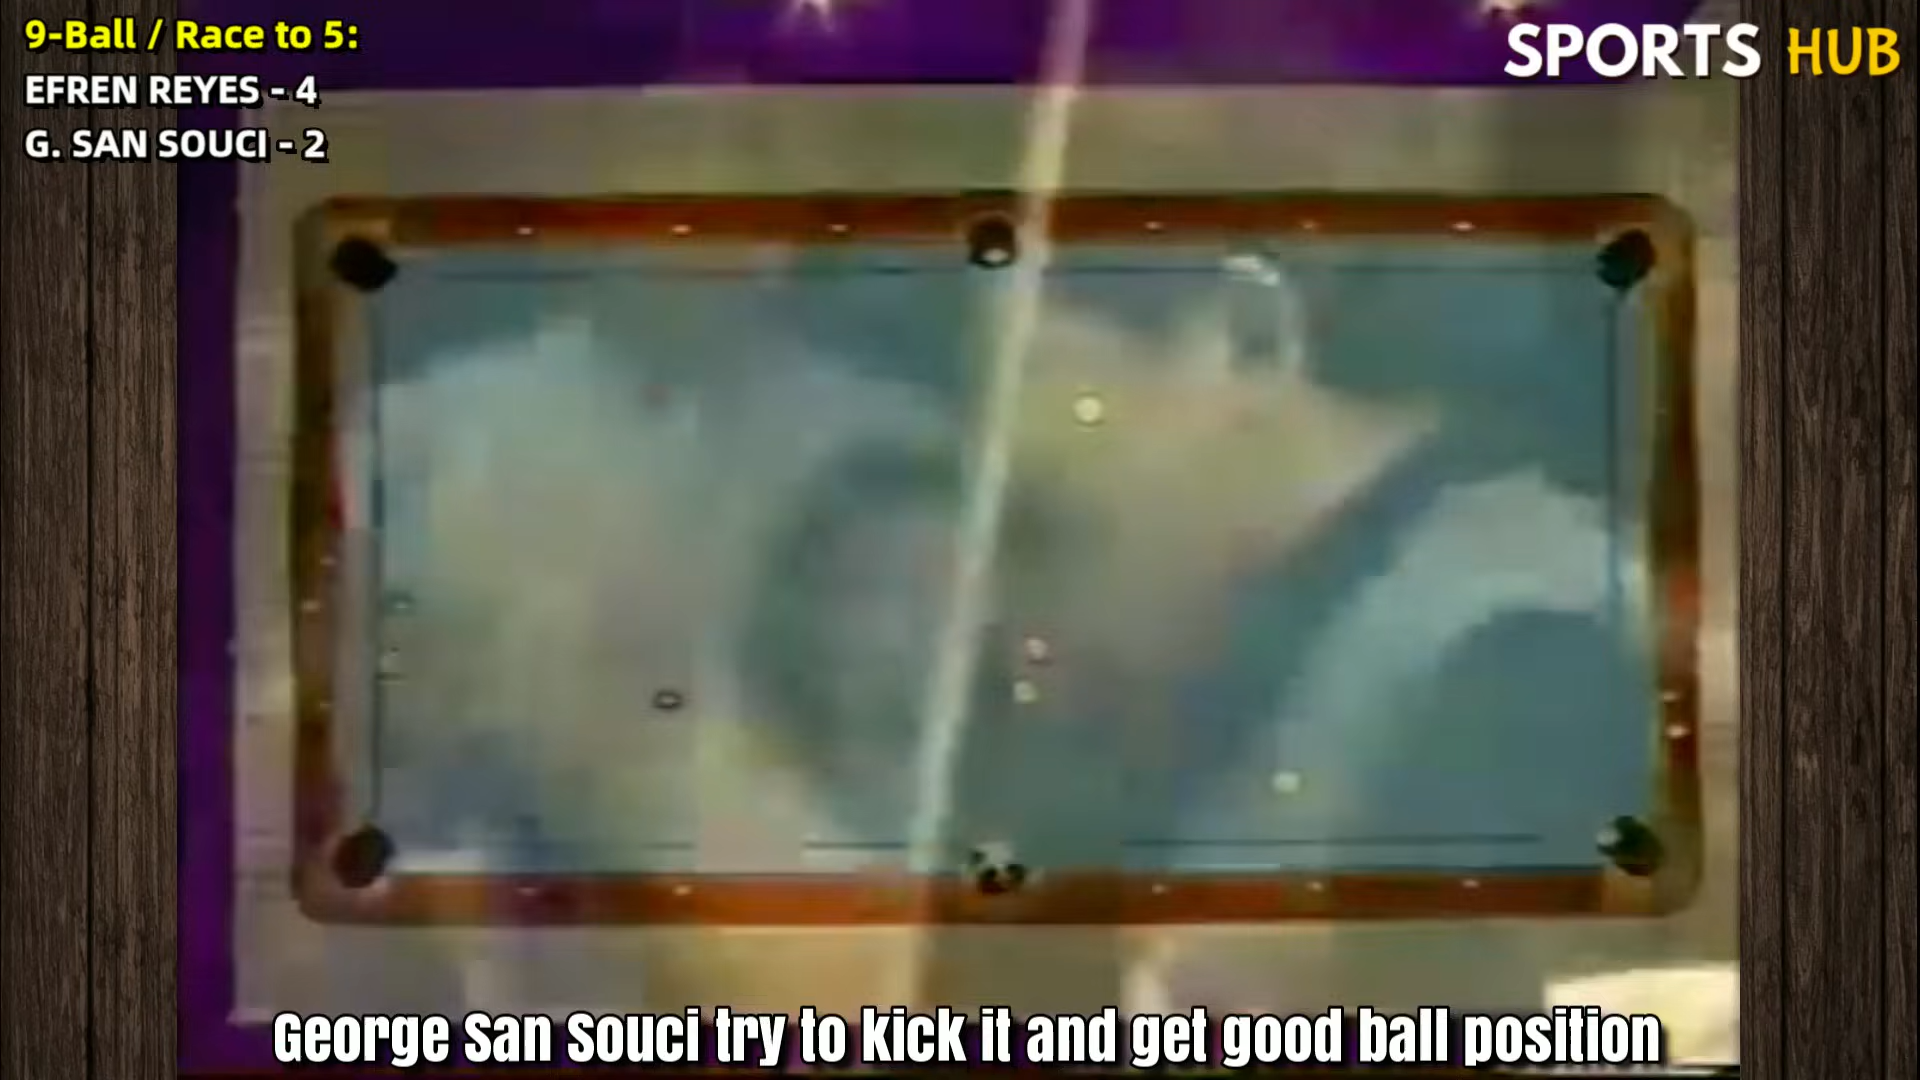 9-Ball / Race to 5:
EFREN REYES - 4
G. SAN SOUCI - 2
SPORTS HUB
George San Souci try to kick it and get good ball position